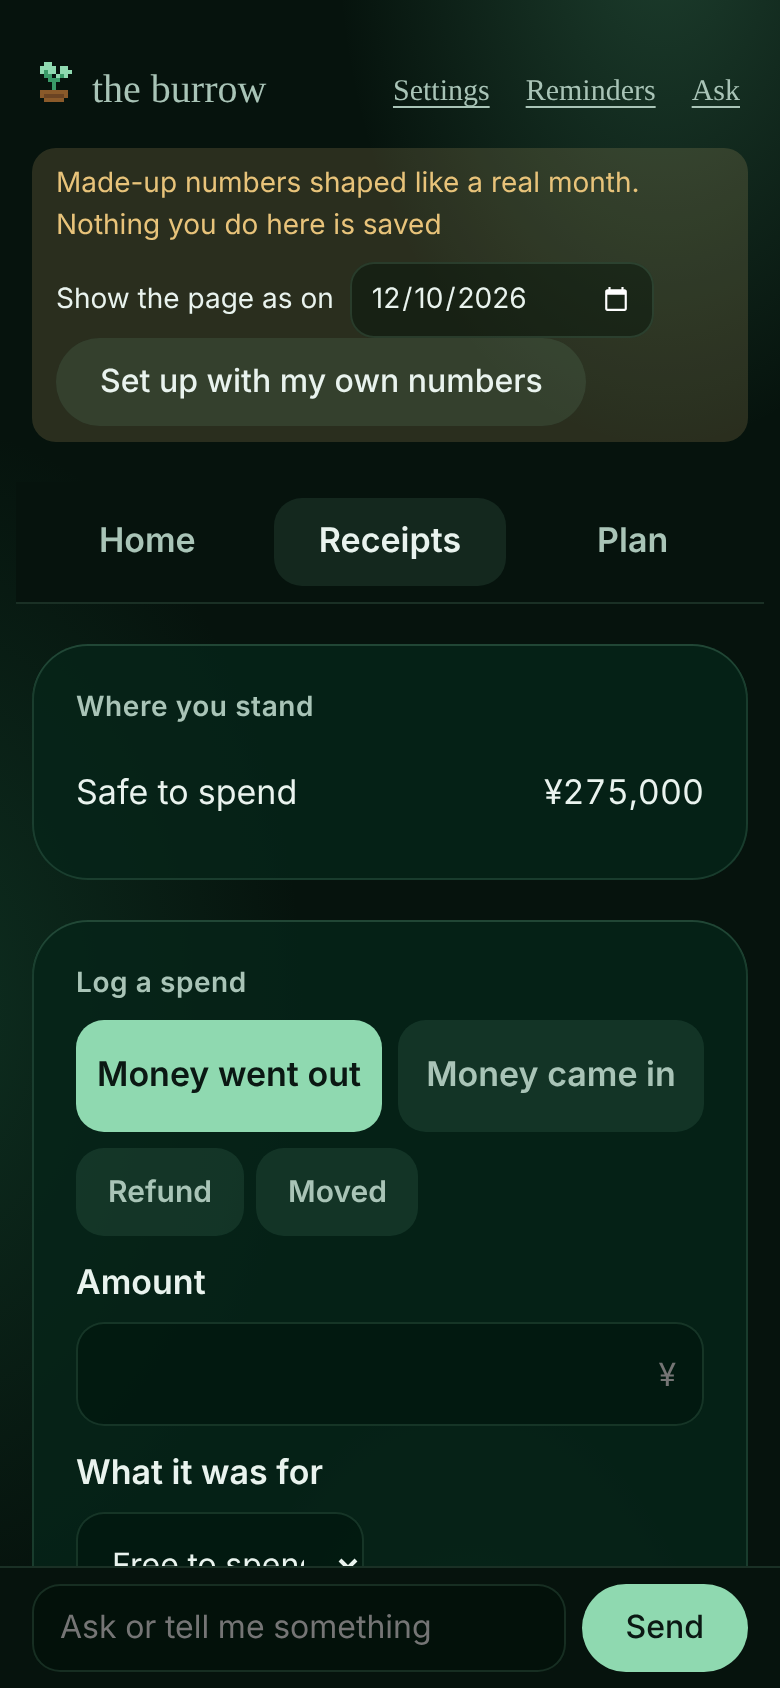 the burrow
Settings
Reminders
Ask
Made-up numbers shaped like a real month.
Nothing you do here is saved
Show the page as on
12/10/2026
Set up with my own numbers
Home
Receipts
Plan
Where you stand
Safe to spend
¥275,000
Log a spend
Money went out
Money came in
Refund
Moved
Amount
¥
What it was for
Free to spend
Ask or tell me something
Send